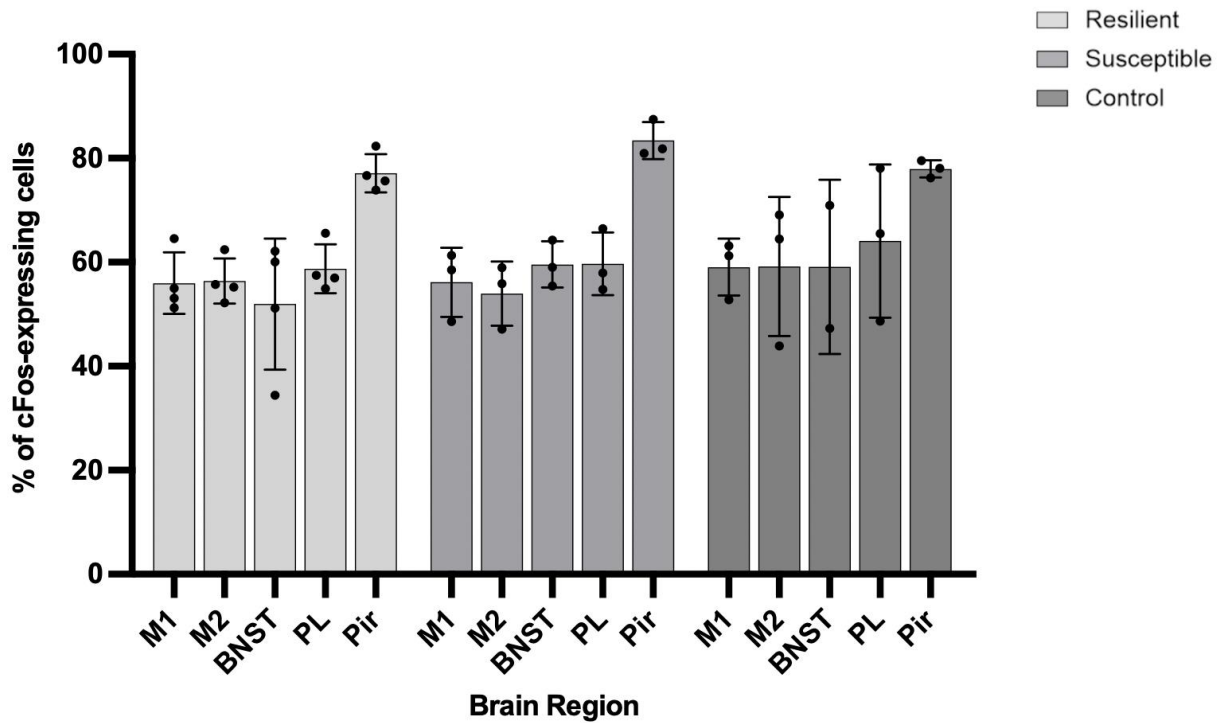 Resilient
Susceptible
Control
% of cFos-expressing cells
100
80
60
40
20
0
M1 M2 BNST PL Pir M1 M2 BNST PL Pir M1 M2 BNST PL Pir
Brain Region